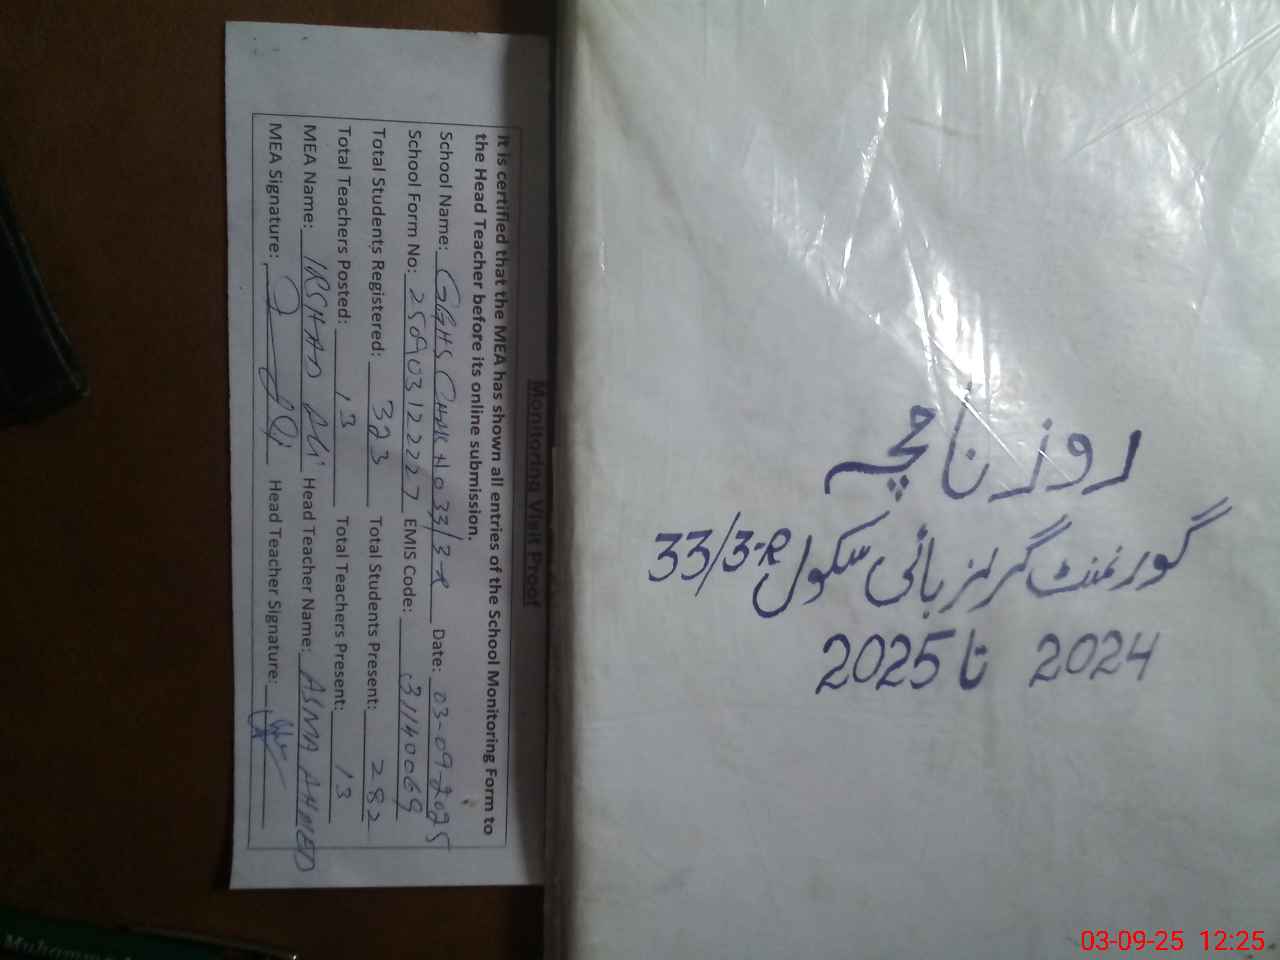 Monitoring Visit Proof
It is certified that the MEA has shown all entries of the School Monitoring Form to
the Head Teacher before its online submission.
School Name: GGHS CHAK NO 33/3-R Date: 03-09-2025
School Form No: 250903122227 EMIS Code: 31140069
Total Students Registered: 323 Total Students Present: 282
Total Teachers Posted: 13 Total Teachers Present: 13
MEA Name: IRSHAD ALI Head Teacher Name: ASMA AHMED
MEA Signature: Head Teacher Signature:
روزنامچہ
گورنمنٹ گرلز ہائی سکول 33/3-R
2024 تا 2025
03-09-25 12:25